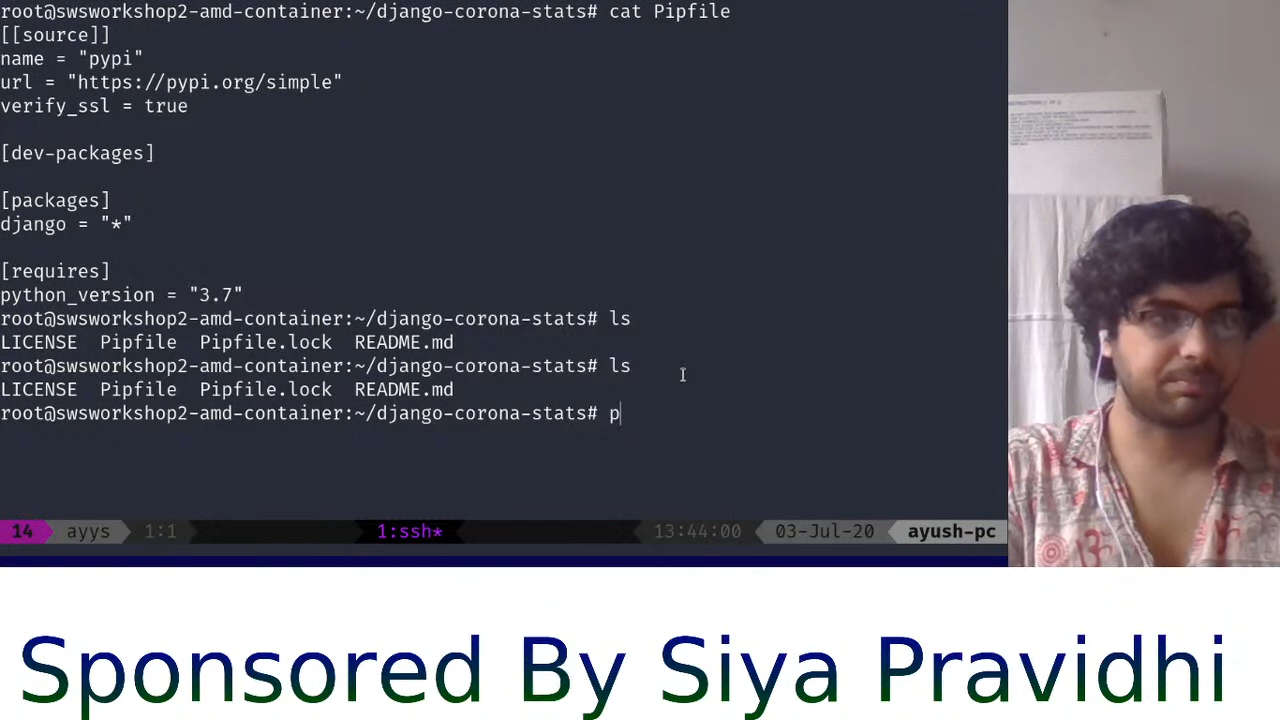 root@swsworkshop2-amd-container:~/django-corona-stats# cat Pipfile
[[source]]
name = "pypi"
url = "https://pypi.org/simple"
verify_ssl = true
[dev-packages]
[packages]
django = "*"
[requires]
python_version = "3.7"
root@swsworkshop2-amd-container:~/django-corona-stats# ls
LICENSE  Pipfile  Pipfile.lock  README.md
root@swsworkshop2-amd-container:~/django-corona-stats# ls
LICENSE  Pipfile  Pipfile.lock  README.md
root@swsworkshop2-amd-container:~/django-corona-stats# p
14 ayys 1:1 1:ssh* 13:44:00 03-Jul-20 ayush-pc
Sponsored By Siya Pravidhi